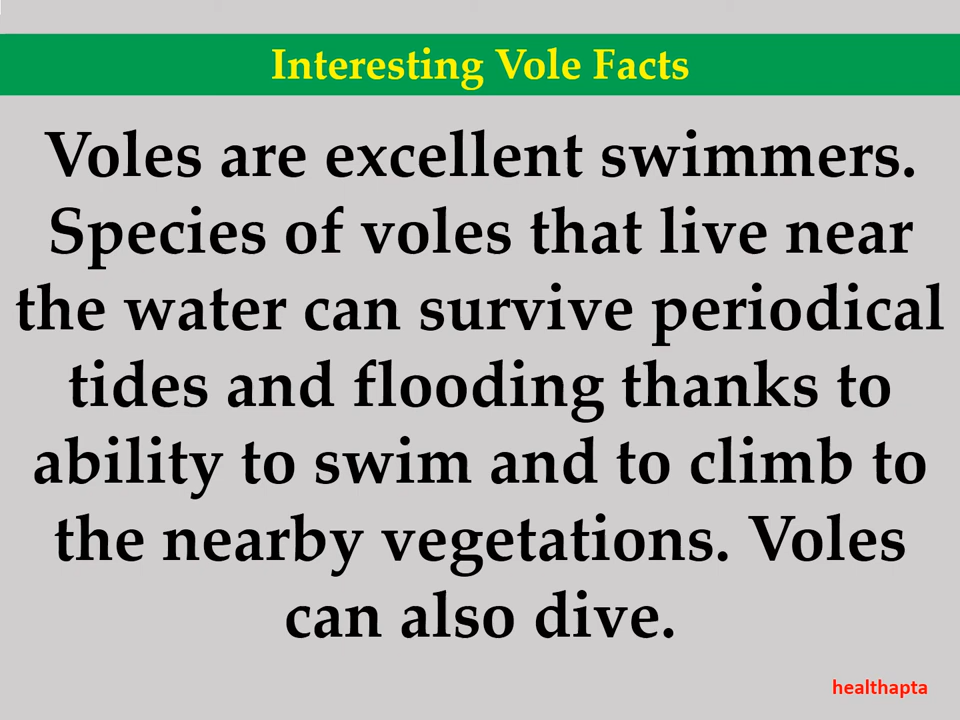 Interesting Vole Facts
Voles are excellent swimmers.
Species of voles that live near
the water can survive periodical
tides and flooding thanks to
ability to swim and to climb to
the nearby vegetations. Voles
can also dive.
healthapta